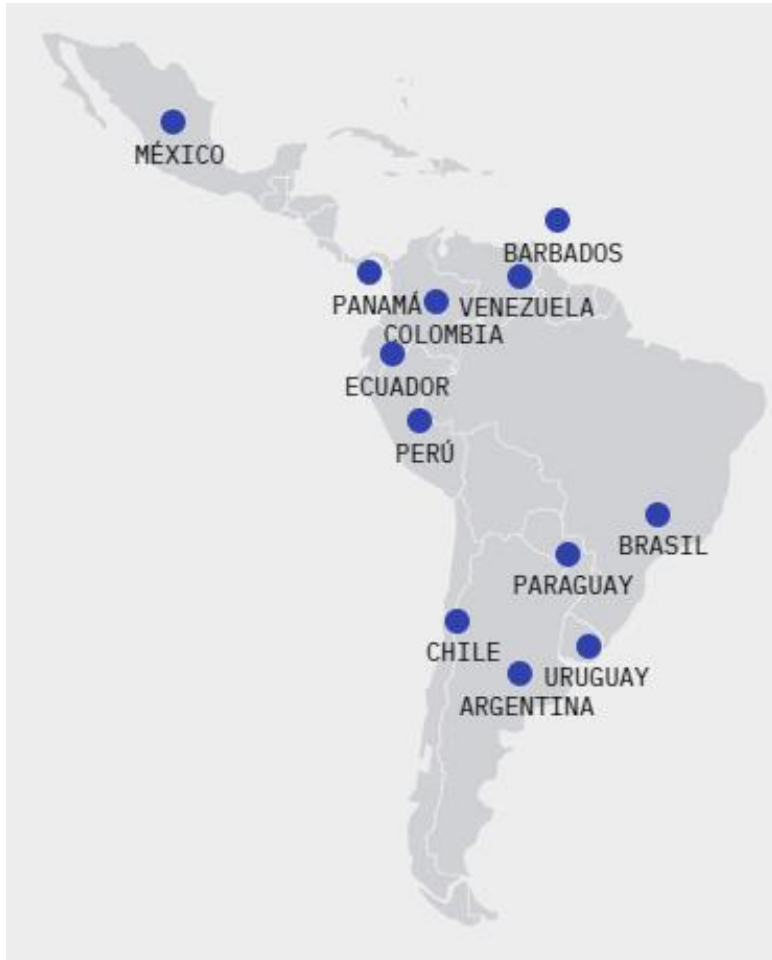 MÉXICO
BARBADOS
PANAMÁ
VENEZUELA
COLOMBIA
ECUADOR
PERÚ
BRASIL
PARAGUAY
CHILE
URUGUAY
ARGENTINA